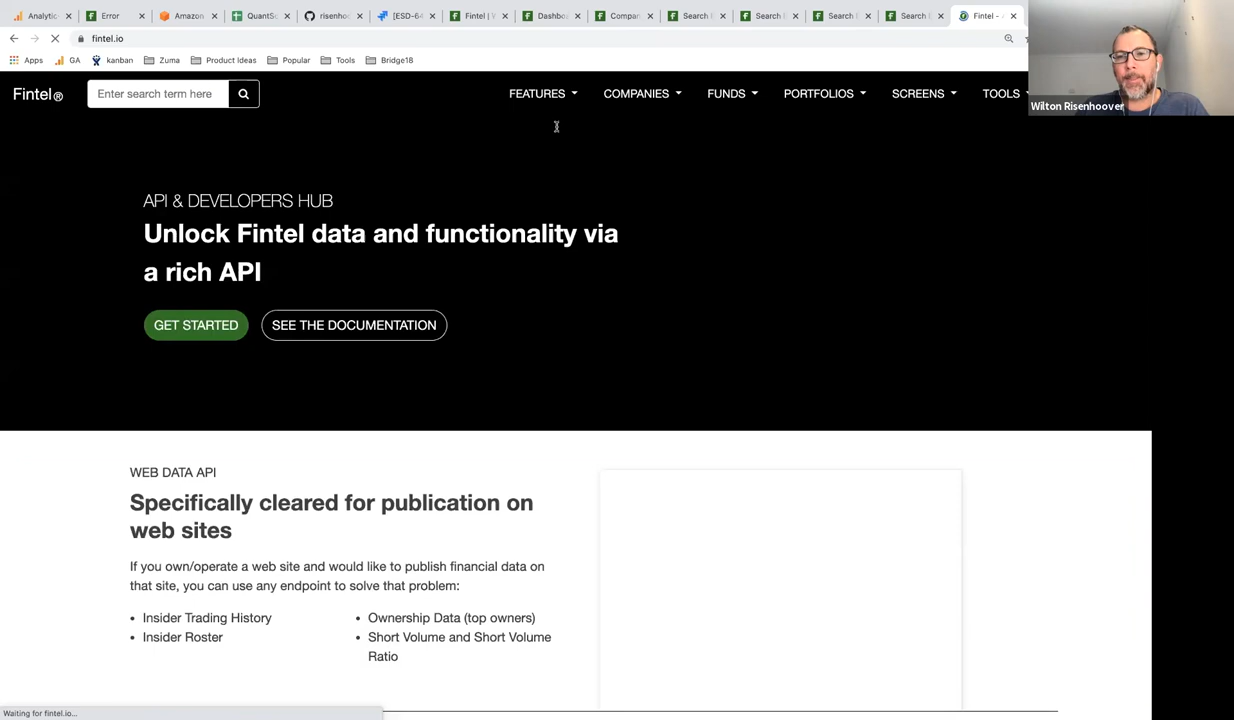 Analytic
Error
Amazon
QuantSc
risenhoo
[ESD-64
Fintel | V
Dashbo
Compan
Search
Search
Search
Search
Fintel -
fintel.io
Apps
GA
kanban
Zuma
Product Ideas
Popular
Tools
Bridge18
Fintel®
Enter search term here
FEATURES
COMPANIES
FUNDS
PORTFOLIOS
SCREENS
TOOLS
Wilton Risenhoover
API & DEVELOPERS HUB
Unlock Fintel data and functionality via
a rich API
GET STARTED
SEE THE DOCUMENTATION
WEB DATA API
Specifically cleared for publication on
web sites
If you own/operate a web site and would like to publish financial data on
that site, you can use any endpoint to solve that problem:
• Insider Trading History
• Insider Roster
• Ownership Data (top owners)
• Short Volume and Short Volume
Ratio
Waiting for fintel.io...